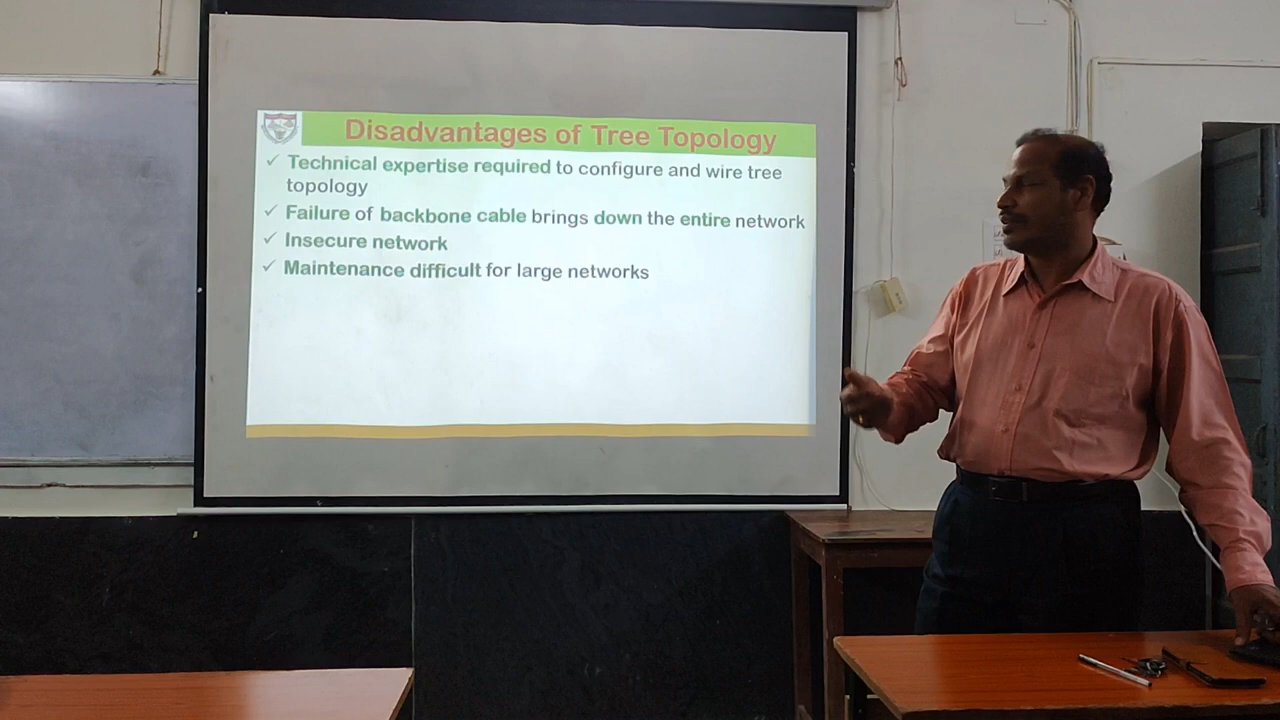 Disadvantages of Tree Topology
✓ Technical expertise required to configure and wire tree
topology
✓ Failure of backbone cable brings down the entire network
✓ Insecure network
✓ Maintenance difficult for large networks